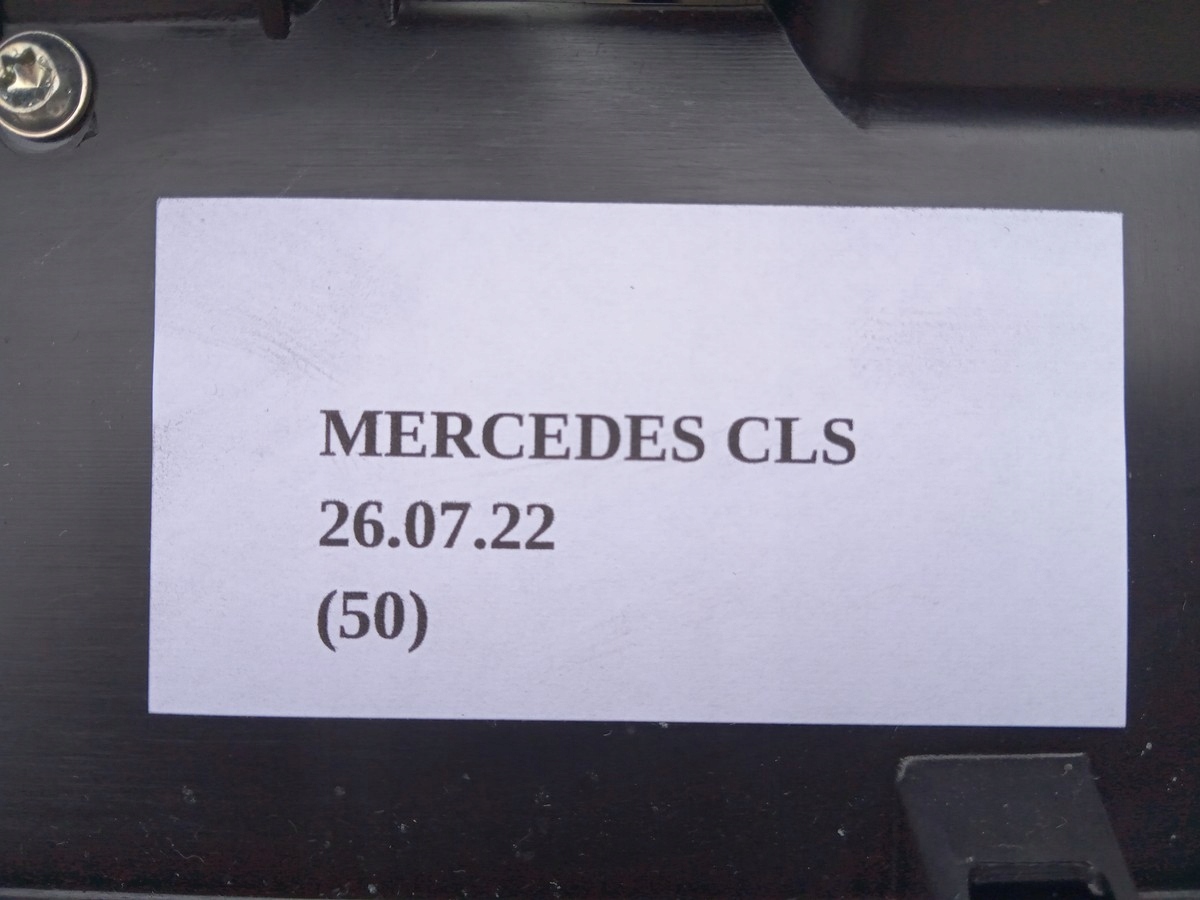 MERCEDES CLS
26.07.22
(50)